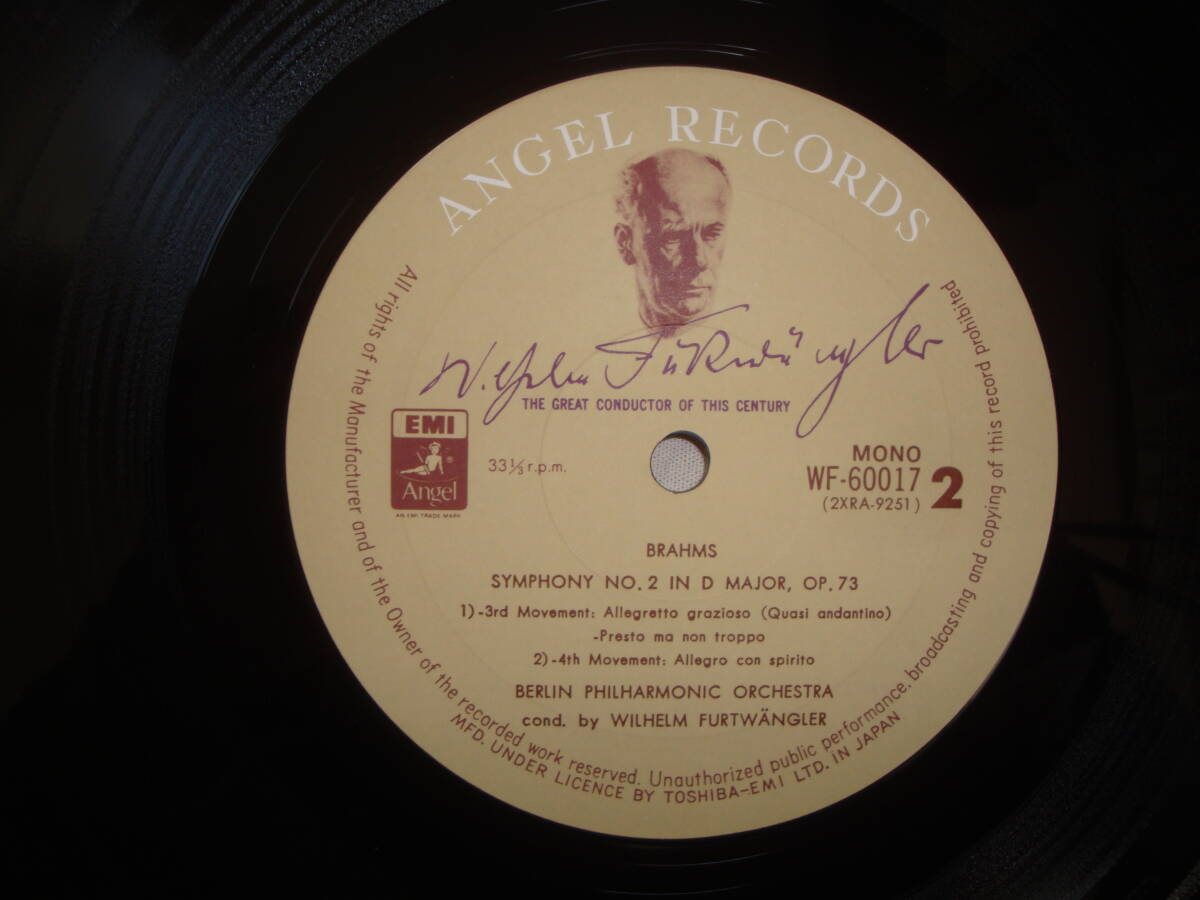 ANGEL RECORDS
Wilhelm Furtwängler
THE GREAT CONDUCTOR OF THIS CENTURY
EMI
Angel
AN EMI TRADE MARK
33⅓ r.p.m.
MONO
WF-60017 2
(2XRA-9251)
BRAHMS
SYMPHONY NO. 2 IN D MAJOR, OP. 73
1)-3rd Movement: Allegretto grazioso (Quasi andantino)
-Presto ma non troppo
2)-4th Movement: Allegro con spirito
BERLIN PHILHARMONIC ORCHESTRA
cond. by WILHELM FURTWÄNGLER
All rights of the Manufacturer and of the Owner of the recorded work reserved. Unauthorized public performance, broadcasting and copying of this record prohibited
MFD. UNDER LICENCE BY TOSHIBA-EMI LTD. IN JAPAN